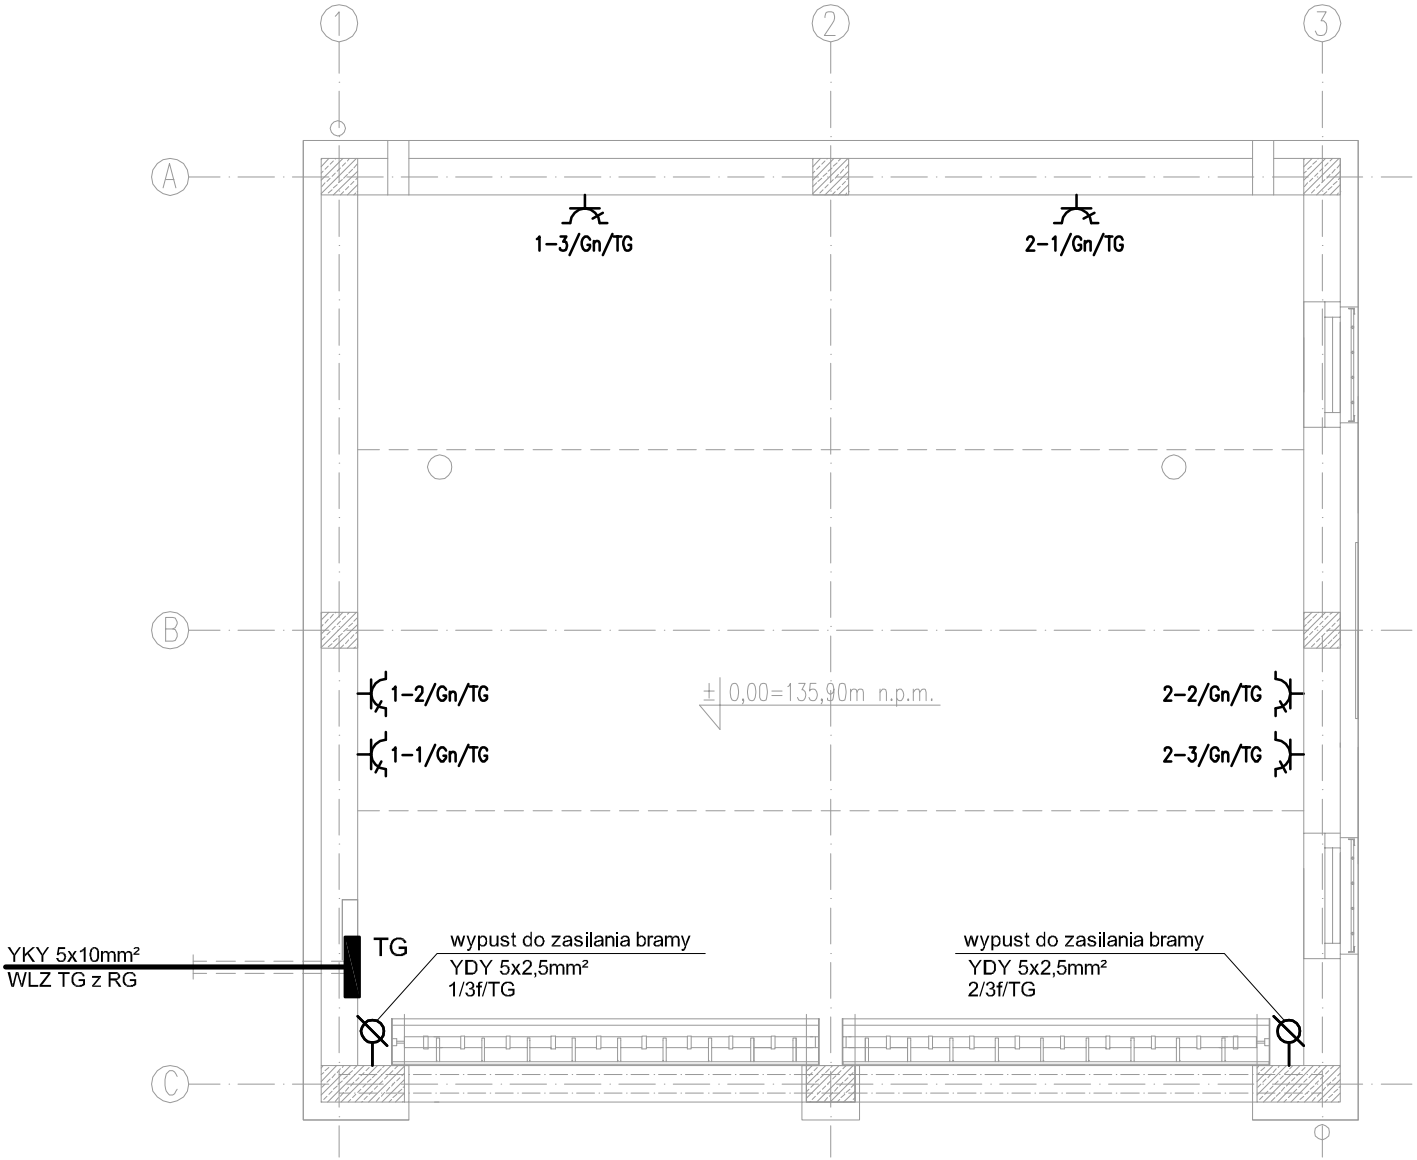 1
2
3
A
1-3/Gn/TG
2-1/Gn/TG
B
1-2/Gn/TG
± 0,00=135,90m n.p.m.
2-2/Gn/TG
1-1/Gn/TG
2-3/Gn/TG
YKY 5x10mm²
WLZ TG z RG
TG
wypust do zasilania bramy
YDY 5x2,5mm²
1/3f/TG
wypust do zasilania bramy
YDY 5x2,5mm²
2/3f/TG
C